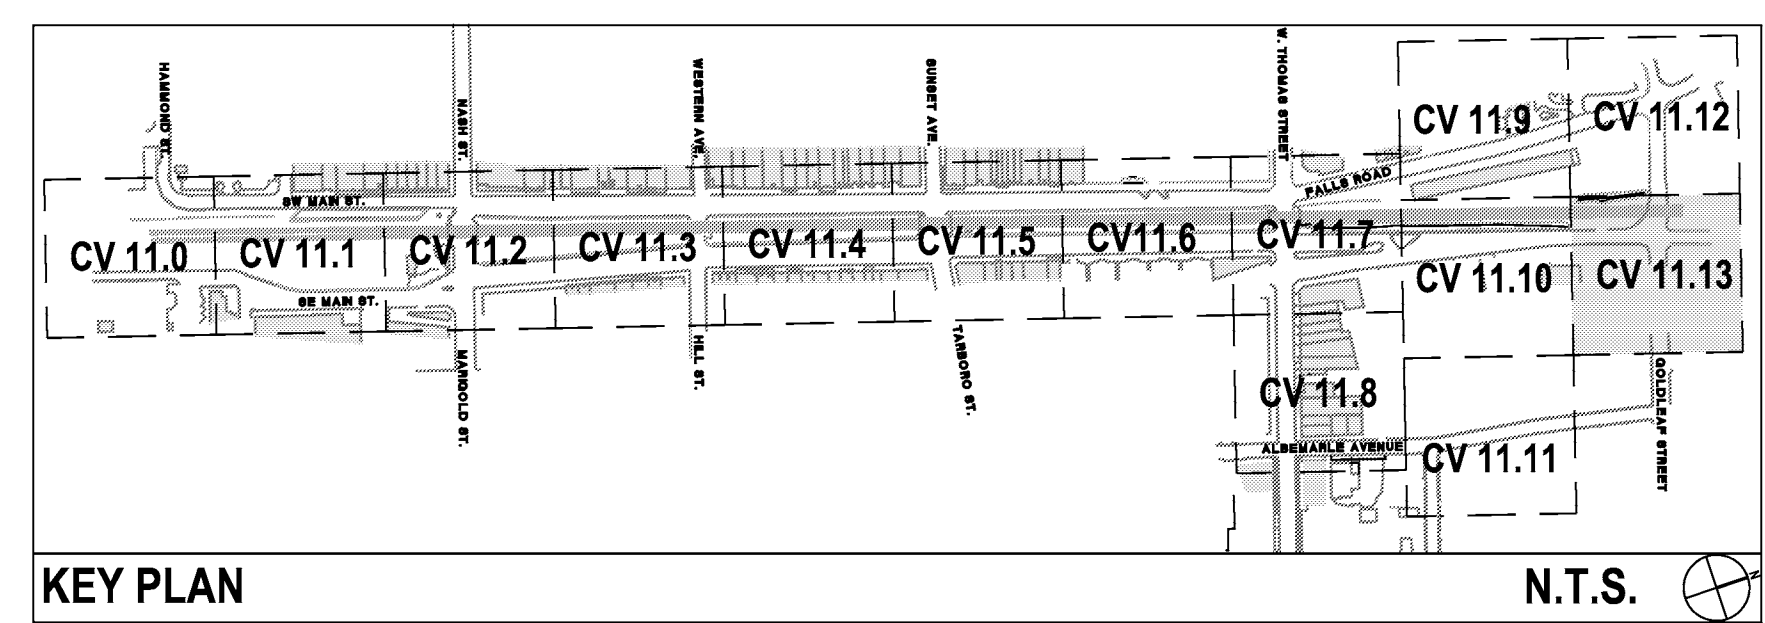 HAMMOND ST.
NASH ST.
WESTERN AVE.
SUNSET AVE.
W. THOMAS STREET
CV 11.9
CV 11.12
FALLS ROAD
SW MAIN ST.
CV 11.0
CV 11.1
CV 11.2
CV 11.3
CV 11.4
CV 11.5
CV11.6
CV 11.7
CV 11.10
CV 11.13
SE MAIN ST.
MARIGOLD ST.
HILL ST.
TARBORO ST.
CV 11.8
GOLDLEAF STREET
ALBEMARLE AVENUE
CV 11.11
KEY PLAN
N.T.S.
N